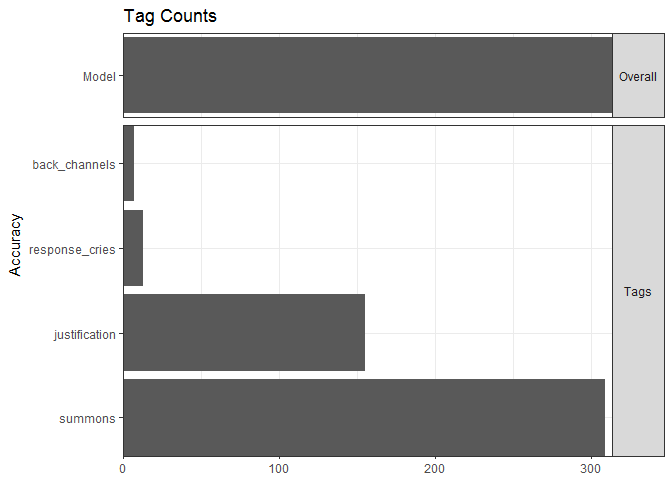 Tag Counts
Model
Overall
back_channels
response_cries
justification
summons
Accuracy
Tags
0 100 200 300